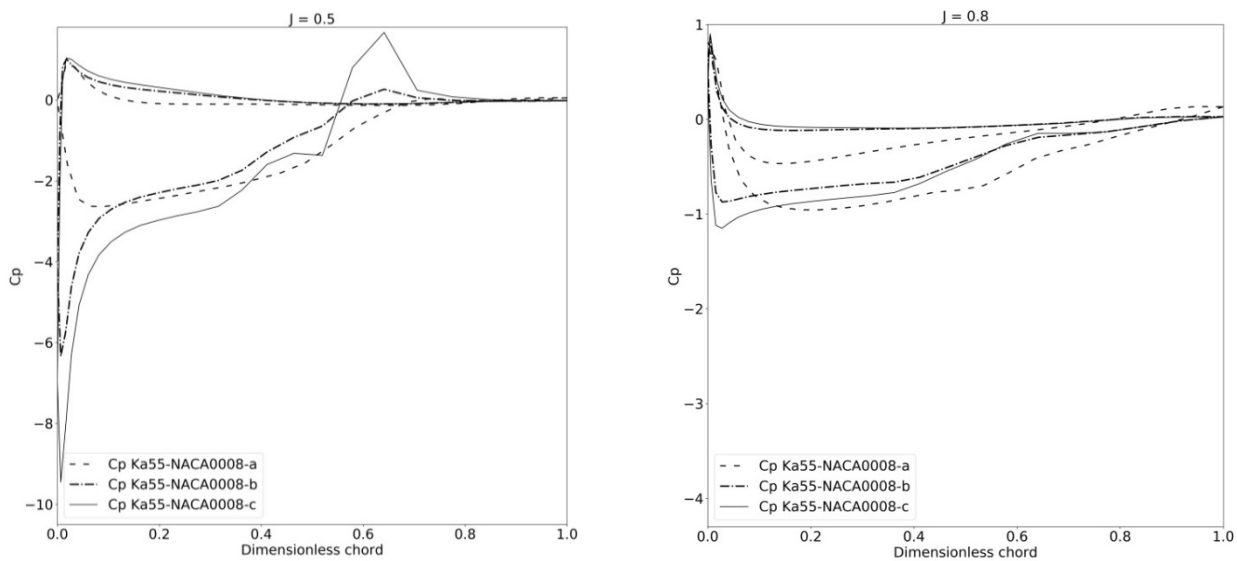 J = 0.5
0
−2
−4
−6
−8
−10
Cp
Cp Ka55-NACA0008-a
Cp Ka55-NACA0008-b
Cp Ka55-NACA0008-c
0.0 0.2 0.4 0.6 0.8 1.0
Dimensionless chord
J = 0.8
1
0
−1
−2
−3
−4
Cp
Cp Ka55-NACA0008-a
Cp Ka55-NACA0008-b
Cp Ka55-NACA0008-c
0.0 0.2 0.4 0.6 0.8 1.0
Dimensionless chord